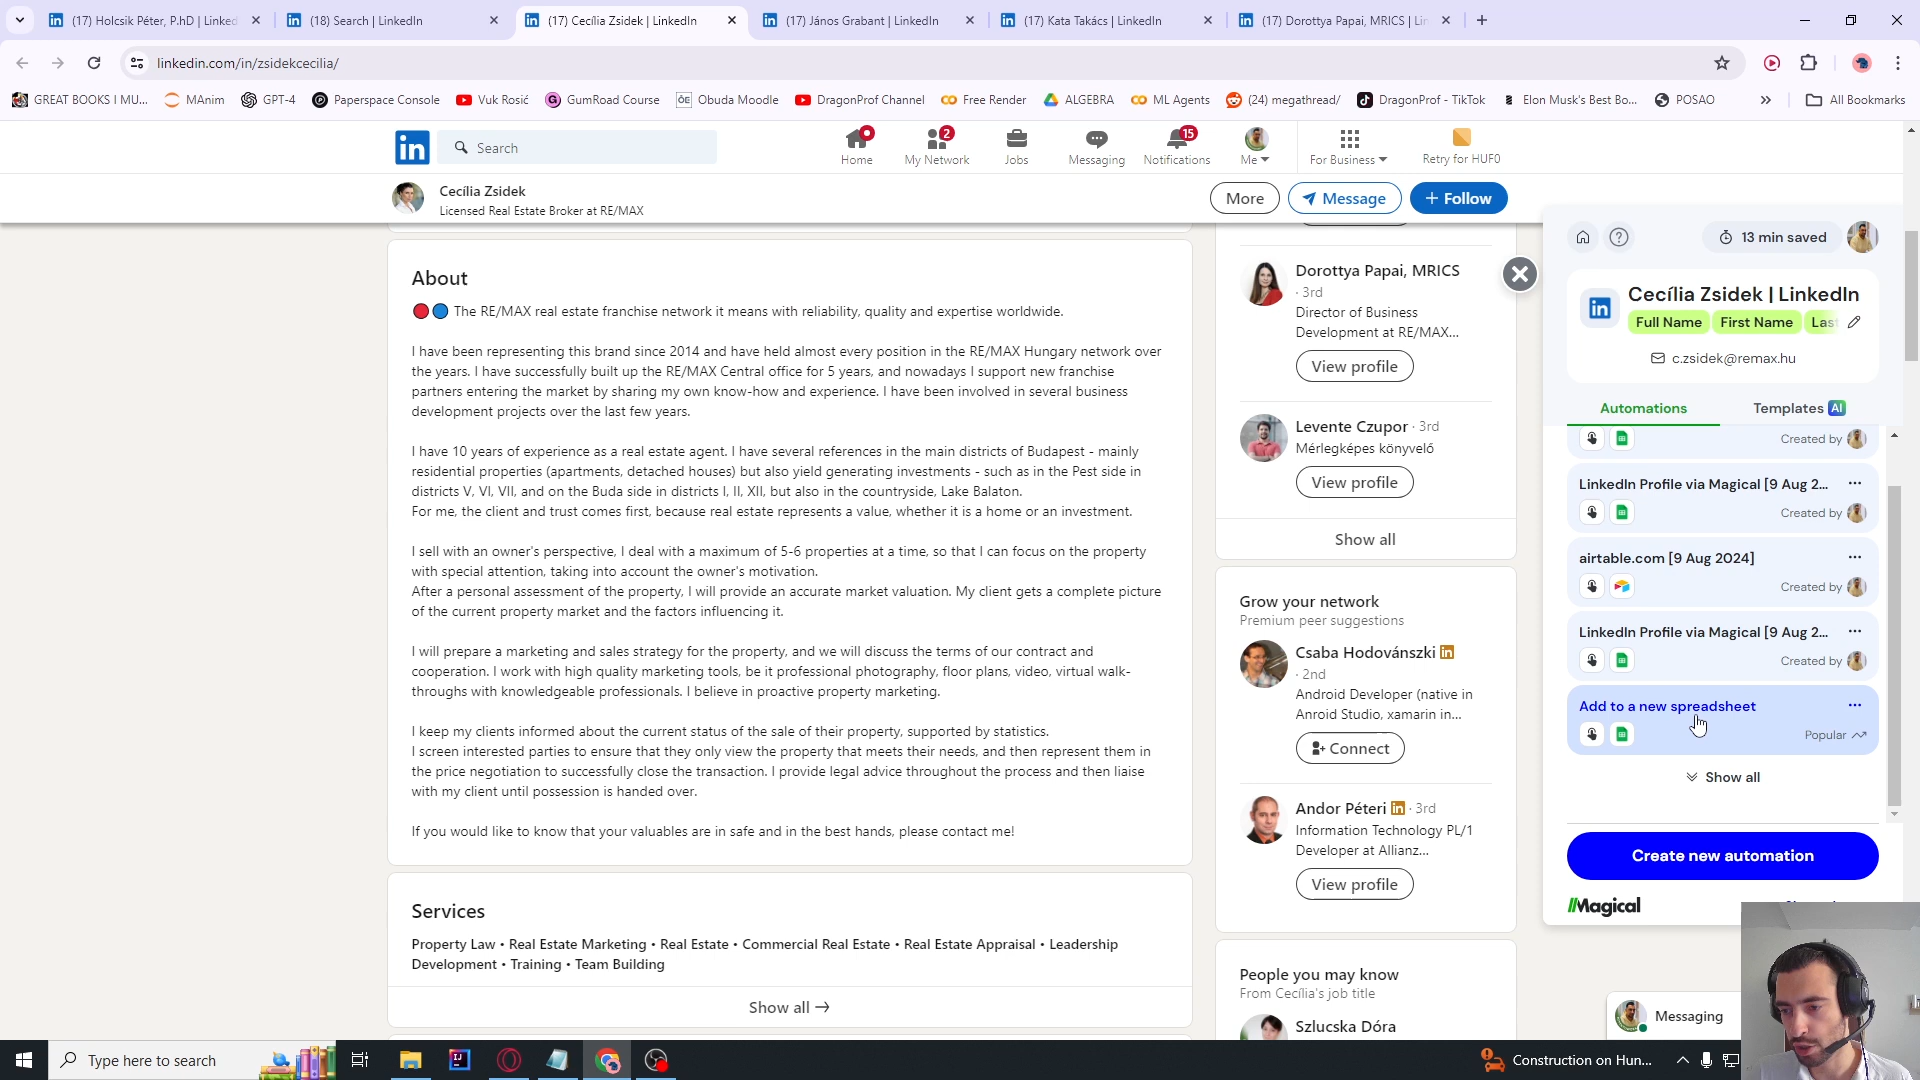 (17) Holcsik Péter, P.hD | Linked
(18) Search | LinkedIn
(17) Cecília Zsidek | LinkedIn
(17) János Grabant | LinkedIn
(17) Kata Takács | LinkedIn
(17) Dorottya Papai, MRICS | Lin
linkedin.com/in/zsidekcecilia/
GREAT BOOKS I MU...
MAnim
GPT-4
Paperspace Console
Vuk Rosić
GumRoad Course
Obuda Moodle
DragonProf Channel
Free Render
ALGEBRA
ML Agents
(24) megathread/
DragonProf - TikTok
Elon Musk's Best Bo...
POSAO
All Bookmarks
Search
Home
2
My Network
Jobs
Messaging
15
Notifications
Me
For Business
Retry for HUF0
Cecília Zsidek
Licensed Real Estate Broker at RE/MAX
More
Message
+ Follow
About
The RE/MAX real estate franchise network it means with reliability, quality and expertise worldwide.
I have been representing this brand since 2014 and have held almost every position in the RE/MAX Hungary network over
the years. I have successfully built up the RE/MAX Central office for 5 years, and nowadays I support new franchise
partners entering the market by sharing my own know-how and experience. I have been involved in several business
development projects over the last few years.
I have 10 years of experience as a real estate agent. I have several references in the main districts of Budapest - mainly
residential properties (apartments, detached houses) but also yield generating investments - such as in the Pest side in
districts V, VI, VII, and on the Buda side in districts I, II, XII, but also in the countryside, Lake Balaton.
For me, the client and trust comes first, because real estate represents a value, whether it is a home or an investment.
I sell with an owner's perspective, I deal with a maximum of 5-6 properties at a time, so that I can focus on the property
with special attention, taking into account the owner's motivation.
After a personal assessment of the property, I will provide an accurate market valuation. My client gets a complete picture
of the current property market and the factors influencing it.
I will prepare a marketing and sales strategy for the property, and we will discuss the terms of our contract and
cooperation. I work with high quality marketing tools, be it professional photography, floor plans, video, virtual walk-
throughs with knowledgeable professionals. I believe in proactive property marketing.
I keep my clients informed about the current status of the sale of their property, supported by statistics.
I screen interested parties to ensure that they only view the property that meets their needs, and then represent them in
the price negotiation to successfully close the transaction. I provide legal advice throughout the process and then liaise
with my client until possession is handed over.
If you would like to know that your valuables are in safe and in the best hands, please contact me!
Services
Property Law • Real Estate Marketing • Real Estate • Commercial Real Estate • Real Estate Appraisal • Leadership
Development • Training • Team Building
Show all →
Dorottya Papai, MRICS
· 3rd
Director of Business
Development at RE/MAX...
View profile
Levente Czupor · 3rd
Mérlegképes könyvelő
View profile
Show all
Grow your network
Premium peer suggestions
Csaba Hodovánszki
· 2nd
Android Developer (native in
Anroid Studio, xamarin in...
Connect
Andor Péteri · 3rd
Information Technology PL/1
Developer at Allianz...
View profile
People you may know
From Cecília's job title
Szlucska Dóra
13 min saved
Cecília Zsidek | LinkedIn
Full Name
First Name
Las
c.zsidek@remax.hu
Automations
Templates AI
Created by
LinkedIn Profile via Magical [9 Aug 2...
Created by
airtable.com [9 Aug 2024]
Created by
LinkedIn Profile via Magical [9 Aug 2...
Created by
Add to a new spreadsheet
Popular
Show all
Create new automation
Magical
Messaging
Type here to search
Construction on Hun...